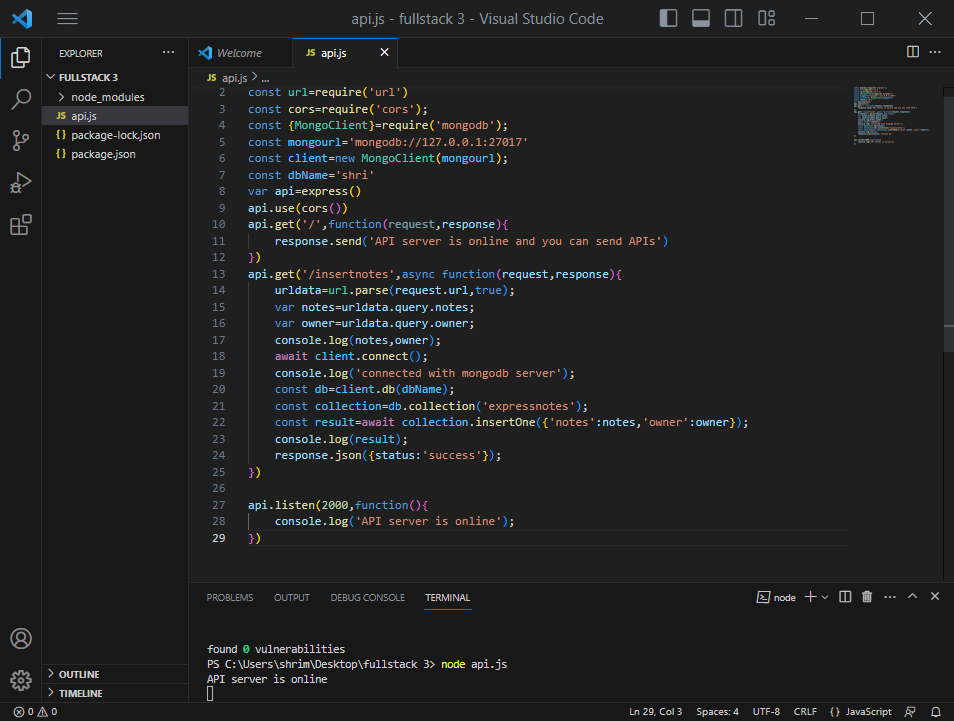 api.js - fullstack 3 - Visual Studio Code
EXPLORER
FULLSTACK 3
node_modules
JS api.js
{} package-lock.json
{} package.json
OUTLINE
TIMELINE
Welcome
JS api.js
JS api.js > ...
2 const url=require('url')
3 const cors=require('cors');
4 const {MongoClient}=require('mongodb');
5 const mongourl='mongodb://127.0.0.1:27017'
6 const client=new MongoClient(mongourl);
7 const dbName='shri'
8 var api=express()
9 api.use(cors())
10 api.get('/',function(request,response){
11 response.send('API server is online and you can send APIs')
12 })
13 api.get('/insertnotes',async function(request,response){
14 urldata=url.parse(request.url,true);
15 var notes=urldata.query.notes;
16 var owner=urldata.query.owner;
17 console.log(notes,owner);
18 await client.connect();
19 console.log('connected with mongodb server');
20 const db=client.db(dbName);
21 const collection=db.collection('expressnotes');
22 const result=await collection.insertOne({'notes':notes,'owner':owner});
23 console.log(result);
24 response.json({status:'success'});
25 })
26
27 api.listen(2000,function(){
28 console.log('API server is online');
29 })
PROBLEMS OUTPUT DEBUG CONSOLE TERMINAL
node
found 0 vulnerabilities
PS C:\Users\shrim\Desktop\fullstack 3> node api.js
API server is online
0 0
Ln 29, Col 3 Spaces: 4 UTF-8 CRLF {} JavaScript